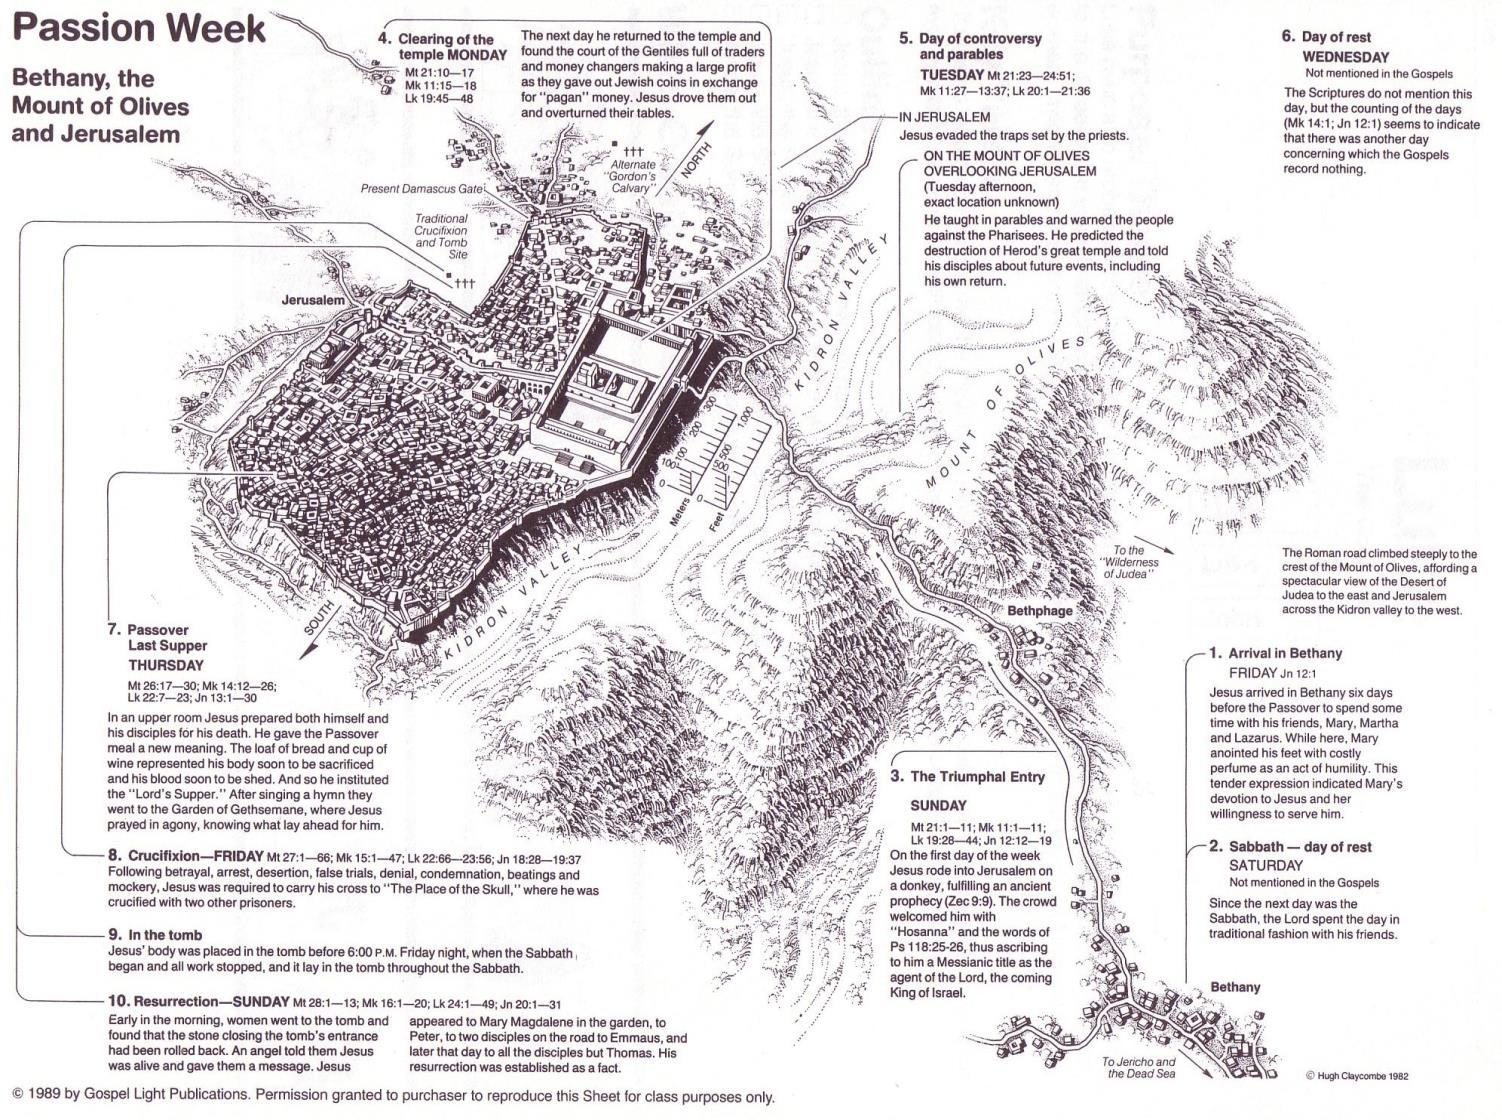 Passion Week
Bethany, the
Mount of Olives
and Jerusalem
4. Clearing of the
temple MONDAY
Mt 21:10—17
Mk 11:15—18
Lk 19:45—48
The next day he returned to the temple and
found the court of the Gentiles full of traders
and money changers making a large profit
as they gave out Jewish coins in exchange
for "pagan" money. Jesus drove them out
and overturned their tables.
5. Day of controversy
and parables
TUESDAY Mt 21:23—24:51;
Mk 11:27—13:37; Lk 20:1—21:36
IN JERUSALEM
Jesus evaded the traps set by the priests.
ON THE MOUNT OF OLIVES
OVERLOOKING JERUSALEM
(Tuesday afternoon,
exact location unknown)
He taught in parables and warned the people
against the Pharisees. He predicted the
destruction of Herod's great temple and told
his disciples about future events, including
his own return.
6. Day of rest
WEDNESDAY
Not mentioned in the Gospels
The Scriptures do not mention this
day, but the counting of the days
(Mk 14:1; Jn 12:1) seems to indicate
that there was another day
concerning which the Gospels
record nothing.
Alternate
"Gordon's
Calvary"
NORTH
Present Damascus Gate
Traditional
Crucifixion
and Tomb
Site
Jerusalem
KIDRON VALLEY
MOUNT OF OLIVES
300
200
100
100
0
Meters
1,000
500
500
0
Feet
KIDRON VALLEY
SOUTH
Claycombe
To the
"Wilderness
of Judea"
Bethphage
The Roman road climbed steeply to the
crest of the Mount of Olives, affording a
spectacular view of the Desert of
Judea to the east and Jerusalem
across the Kidron valley to the west.
7. Passover
Last Supper
THURSDAY
Mt 26:17—30; Mk 14:12—26;
Lk 22:7—23; Jn 13:1—30
In an upper room Jesus prepared both himself and
his disciples for his death. He gave the Passover
meal a new meaning. The loaf of bread and cup of
wine represented his body soon to be sacrificed
and his blood soon to be shed. And so he instituted
the "Lord's Supper." After singing a hymn they
went to the Garden of Gethsemane, where Jesus
prayed in agony, knowing what lay ahead for him.
1. Arrival in Bethany
FRIDAY Jn 12:1
Jesus arrived in Bethany six days
before the Passover to spend some
time with his friends, Mary, Martha
and Lazarus. While here, Mary
anointed his feet with costly
perfume as an act of humility. This
tender expression indicated Mary's
devotion to Jesus and her
willingness to serve him.
3. The Triumphal Entry
SUNDAY
Mt 21:1—11; Mk 11:1—11;
Lk 19:28—44; Jn 12:12—19
On the first day of the week
Jesus rode into Jerusalem on
a donkey, fulfilling an ancient
prophecy (Zec 9:9). The crowd
welcomed him with
"Hosanna" and the words of
Ps 118:25-26, thus ascribing
to him a Messianic title as the
agent of the Lord, the coming
King of Israel.
2. Sabbath — day of rest
SATURDAY
Not mentioned in the Gospels
Since the next day was the
Sabbath, the Lord spent the day in
traditional fashion with his friends.
8. Crucifixion—FRIDAY Mt 27:1—66; Mk 15:1—47; Lk 22:66—23:56; Jn 18:28—19:37
Following betrayal, arrest, desertion, false trials, denial, condemnation, beatings and
mockery, Jesus was required to carry his cross to "The Place of the Skull," where he was
crucified with two other prisoners.
9. In the tomb
Jesus' body was placed in the tomb before 6:00 P.M. Friday night, when the Sabbath
began and all work stopped, and it lay in the tomb throughout the Sabbath.
10. Resurrection—SUNDAY Mt 28:1—13; Mk 16:1—20; Lk 24:1—49; Jn 20:1—31
Early in the morning, women went to the tomb and
found that the stone closing the tomb's entrance
had been rolled back. An angel told them Jesus
was alive and gave them a message. Jesus
appeared to Mary Magdalene in the garden, to
Peter, to two disciples on the road to Emmaus, and
later that day to all the disciples but Thomas. His
resurrection was established as a fact.
Bethany
To Jericho and
the Dead Sea
© Hugh Claycombe 1982
© 1989 by Gospel Light Publications. Permission granted to purchaser to reproduce this Sheet for class purposes only.